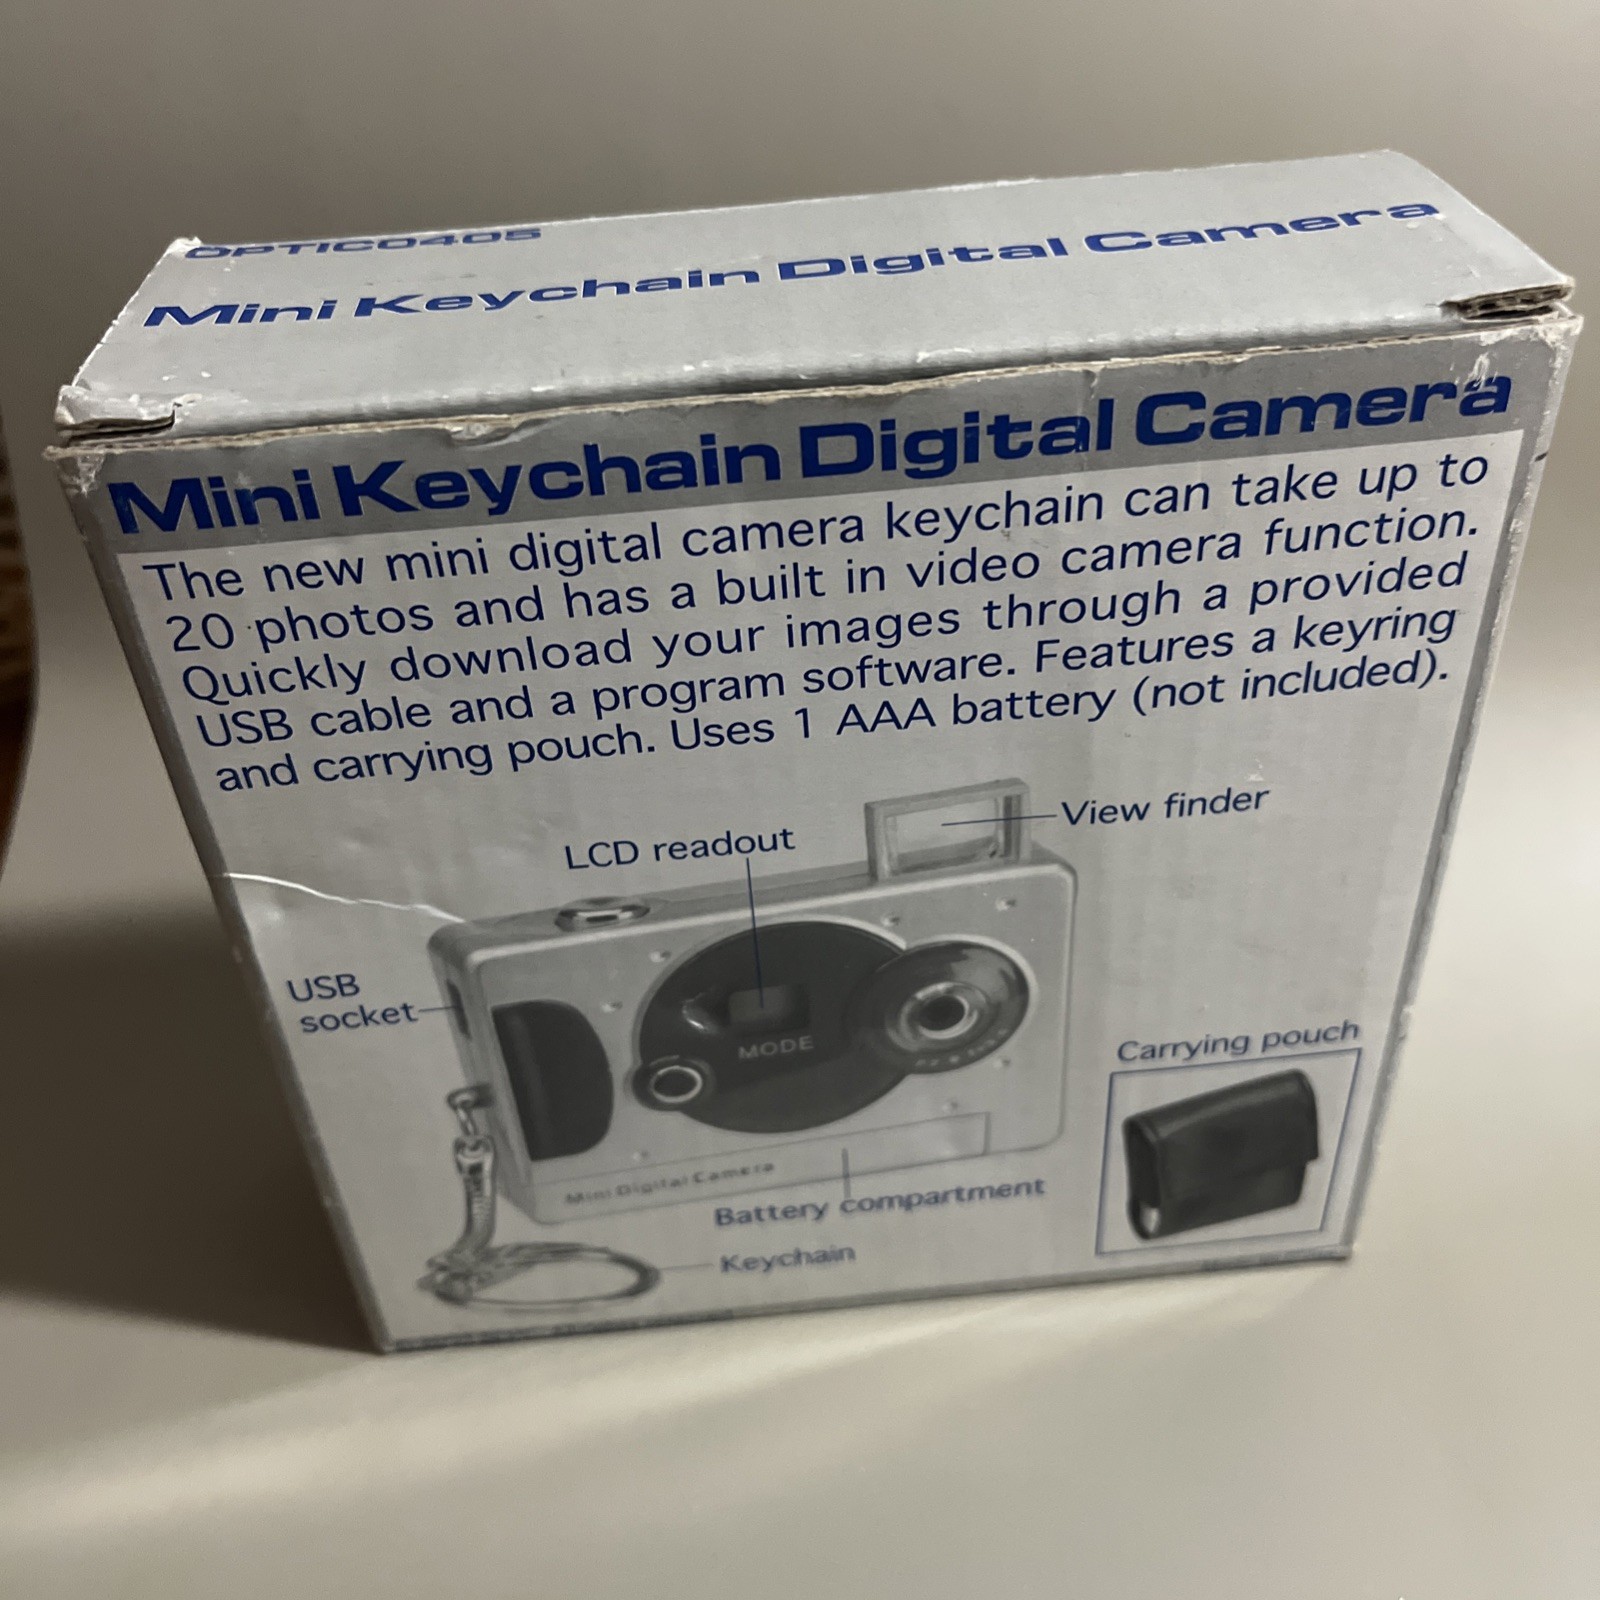 OPTIC0405
Mini Keychain Digital Camera
Mini Keychain Digital Camera
The new mini digital camera keychain can take up to
20 photos and has a built in video camera function.
Quickly download your images through a provided
USB cable and a program software. Features a keyring
and carrying pouch. Uses 1 AAA battery (not included).
View finder
LCD readout
USB
socket
MODE
Carrying pouch
Mini Digital Camera
Battery compartment
Keychain